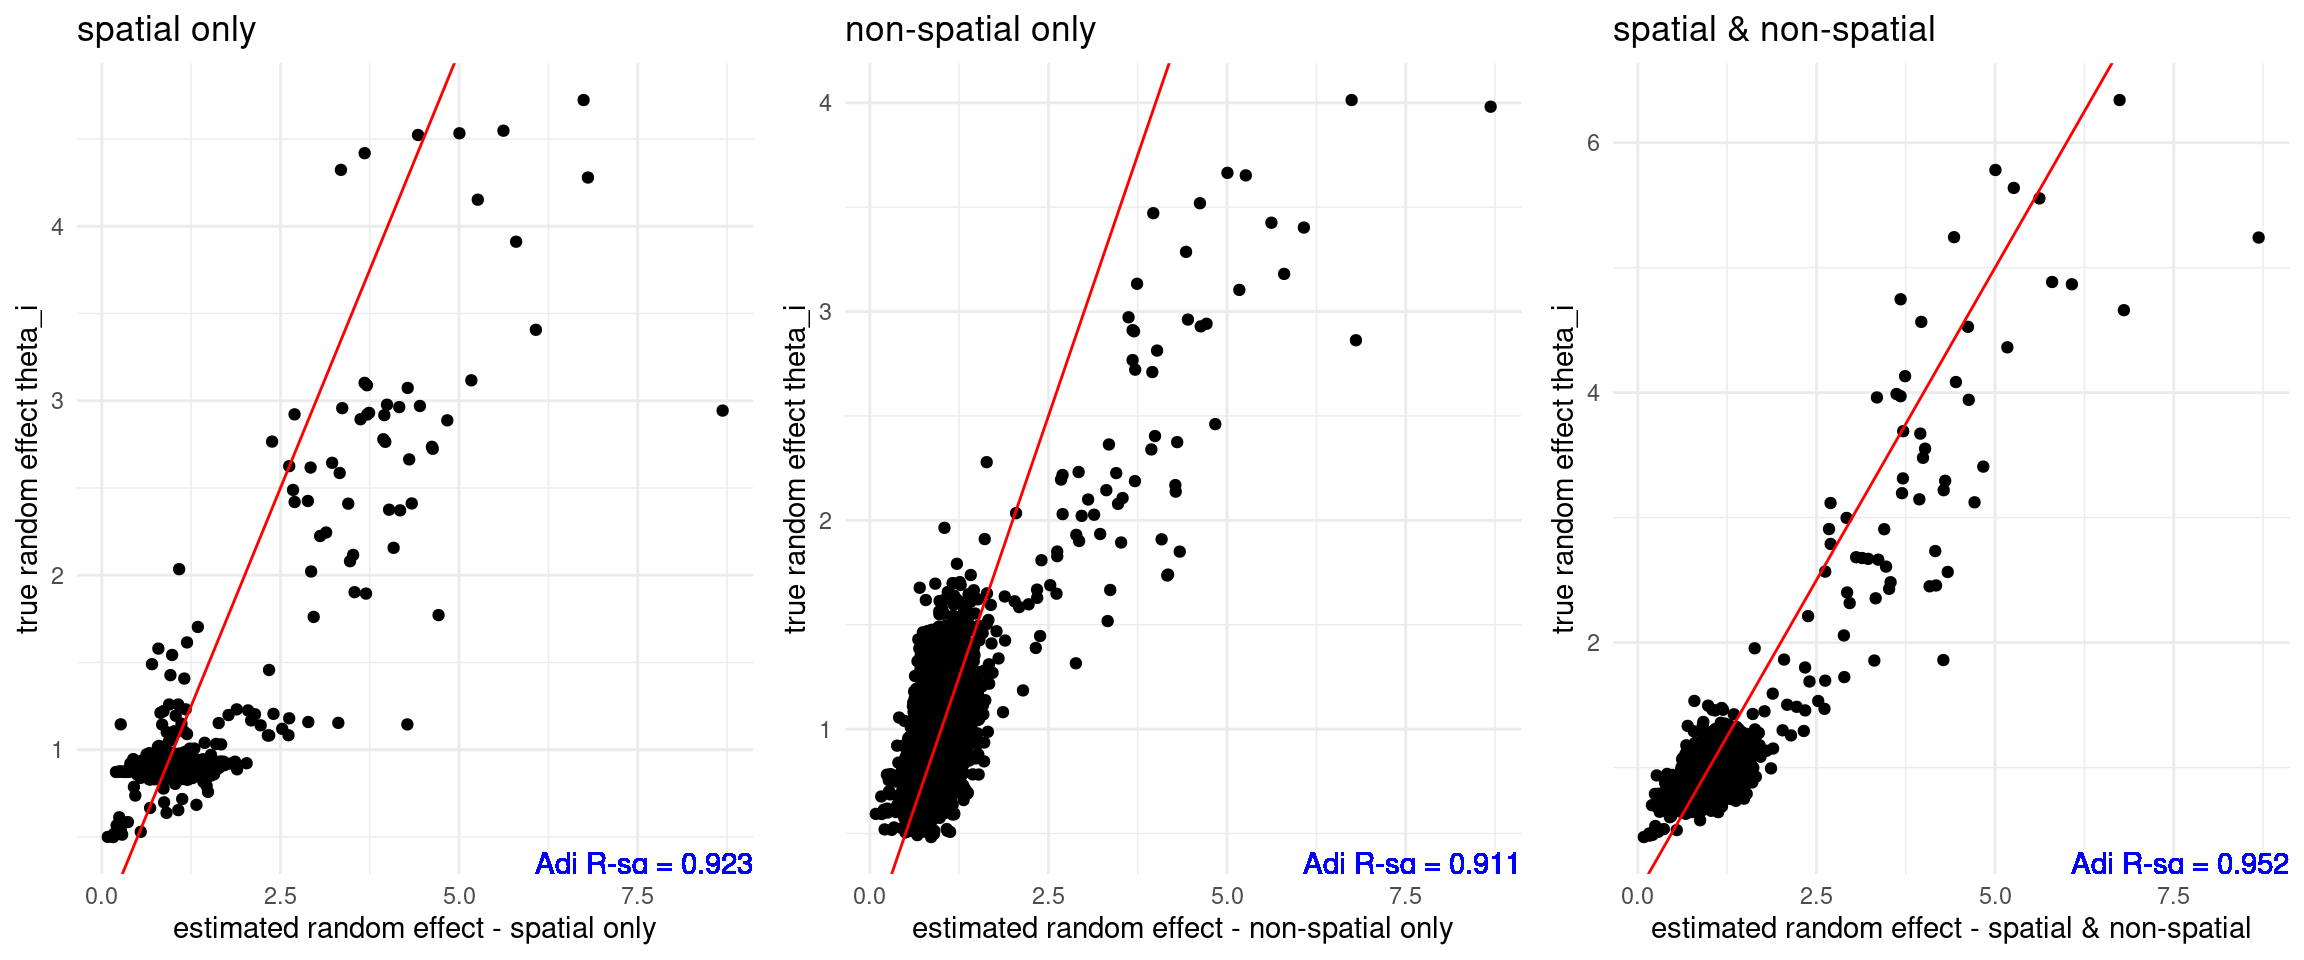 spatial only
true random effect theta_i
4
3
2
1
0.0
2.5
5.0
7.5
Adj R-sq = 0.923
estimated random effect - spatial only
non-spatial only
true random effect theta_i
4
3
2
1
0.0
2.5
5.0
7.5
Adj R-sq = 0.911
estimated random effect - non-spatial only
spatial & non-spatial
true random effect theta_i
6
4
2
0.0
2.5
5.0
7.5
Adj R-sq = 0.952
estimated random effect - spatial & non-spatial